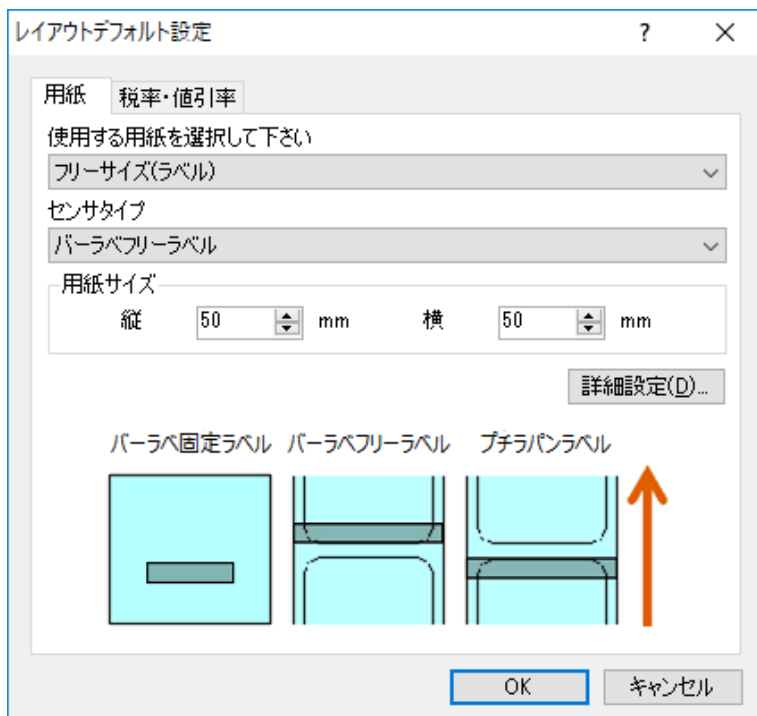 レイアウトデフォルト設定 ?
用紙 税率・値引率
使用する用紙を選択して下さい
フリーサイズ(ラベル)
センサタイプ
バーラベフリーラベル
用紙サイズ
縦 50 mm 横 50 mm
詳細設定(D)...
バーラベ固定ラベル バーラベフリーラベル プチラパンラベル
OK キャンセル